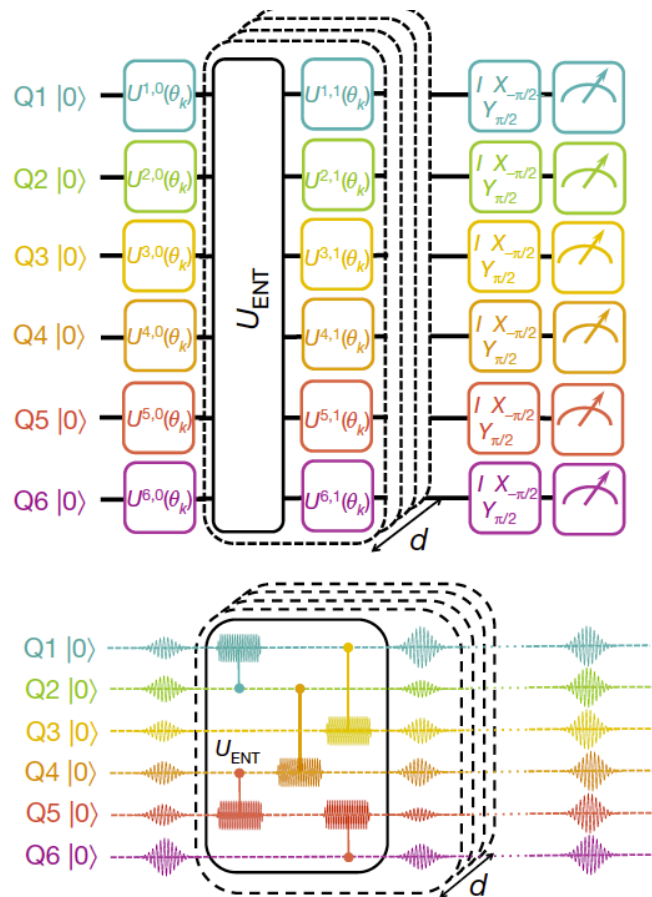 Q1 |0⟩ U^{1,0}(θ_k) U^{1,1}(θ_k) I X_{-π/2}
Y_{π/2}
Q2 |0⟩ U^{2,0}(θ_k) U^{2,1}(θ_k) I X_{-π/2}
Y_{π/2}
Q3 |0⟩ U^{3,0}(θ_k) U^{3,1}(θ_k) I X_{-π/2}
Y_{π/2}
U_{ENT}
Q4 |0⟩ U^{4,0}(θ_k) U^{4,1}(θ_k) I X_{-π/2}
Y_{π/2}
Q5 |0⟩ U^{5,0}(θ_k) U^{5,1}(θ_k) I X_{-π/2}
Y_{π/2}
Q6 |0⟩ U^{6,0}(θ_k) U^{6,1}(θ_k) I X_{-π/2}
Y_{π/2}
d
Q1 |0⟩
Q2 |0⟩
Q3 |0⟩
U_{ENT}
Q4 |0⟩
Q5 |0⟩
Q6 |0⟩
d